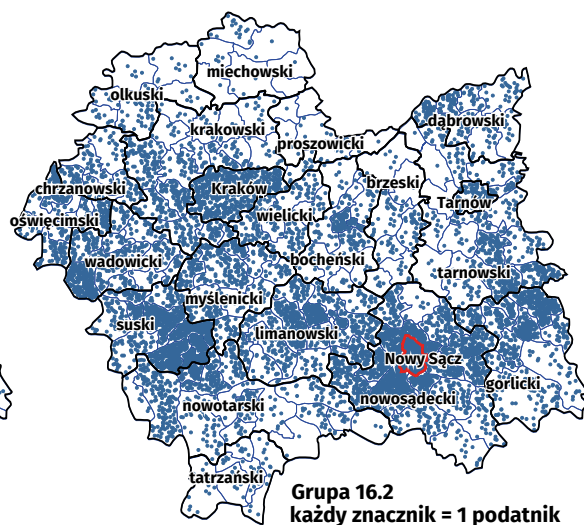 miechowski
olkuski
krakowski
dąbrowski
proszowicki
chrzanowski
Kraków
brzeski
Tarnów
oświęcimski
wielicki
wadowicki
bocheński
tarnowski
myślenicki
suski
limanowski
Nowy Sącz
gorlicki
nowosądecki
nowotarski
tatrzański
Grupa 16.2
każdy znacznik = 1 podatnik